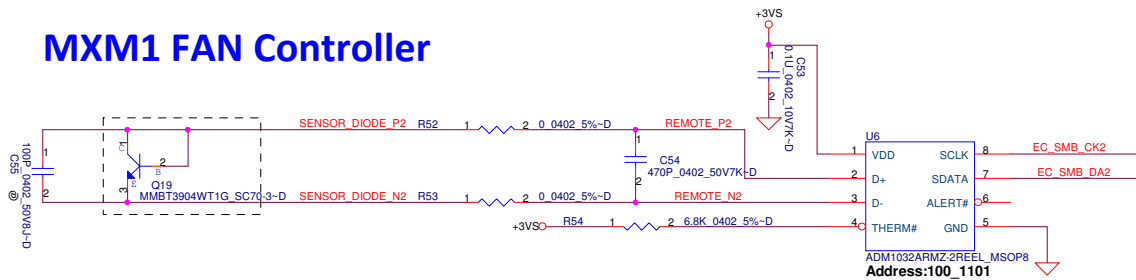 MXM1 FAN Controller
+3VS
1
C53
0.1U_0402_10V7K~D
2
U6
SENSOR_DIODE_P2 R52 1 2 0_0402_5%~D REMOTE_P2
1 VDD SCLK 8 EC_SMB_CK2
2 D+ SDATA 7 EC_SMB_DA2
3 D- ALERT# 6
4 THERM# GND 5
1
C55
100P_0402_50V8J~D
2
@
C
1
2
B
E
3
Q19
MMBT3904WT1G_SC70-3~D
1
C54
470P_0402_50V7K~D
2
SENSOR_DIODE_N2 R53 1 2 0_0402_5%~D REMOTE_N2
+3VS R54 1 2 6.8K_0402_5%~D
ADM1032ARMZ-2REEL_MSOP8
Address:100_1101